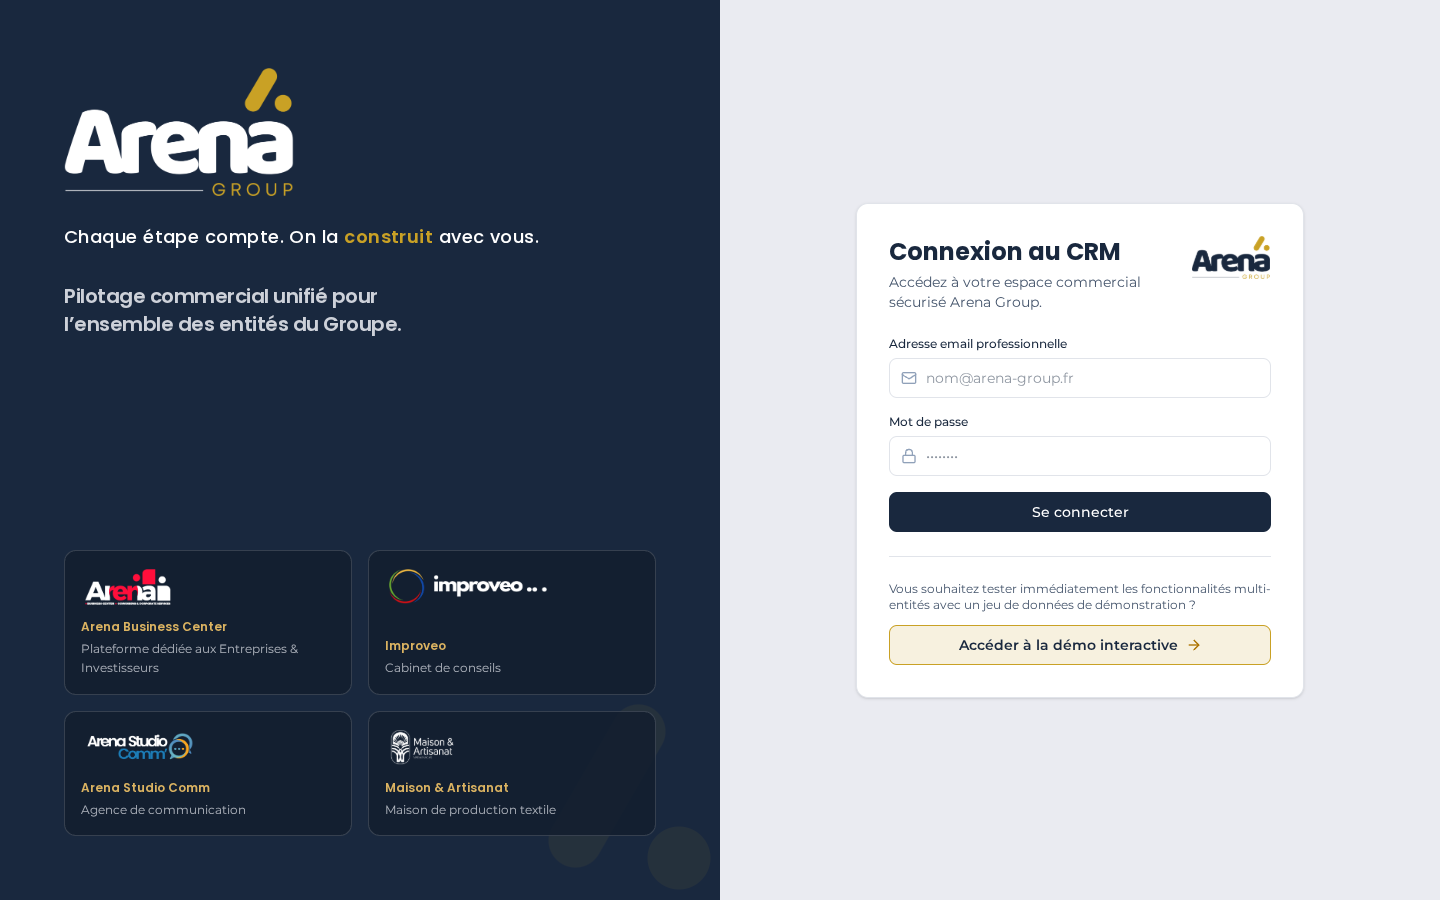 Arena
GROUP
Chaque étape compte. On la construit avec vous.
Pilotage commercial unifié pour
l’ensemble des entités du Groupe.
Arena
Arena Business Center
Plateforme dédiée aux Entreprises &
Investisseurs
improveo
Improveo
Cabinet de conseils
Arena Studio
Comm'
Arena Studio Comm
Agence de communication
Maison &
Artisanat
Maison & Artisanat
Maison de production textile
Connexion au CRM
Arena
GROUP
Accédez à votre espace commercial
sécurisé Arena Group.
Adresse email professionnelle
nom@arena-group.fr
Mot de passe
Se connecter
Vous souhaitez tester immédiatement les fonctionnalités multi-
entités avec un jeu de données de démonstration ?
Accéder à la démo interactive